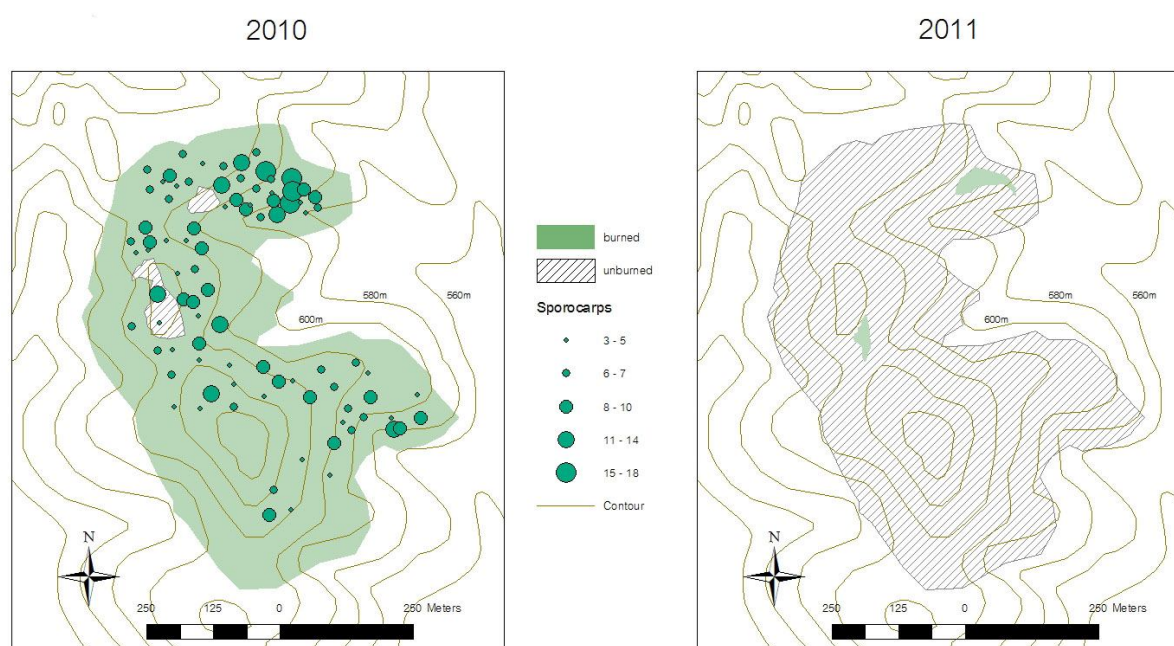 2010
2011
burned
unburned
Sporocarps
3 - 5
6 - 7
8 - 10
11 - 14
15 - 18
Contour
580m
560m
600m
580m
560m
600m
N
250 125 0 250 Meters
N
250 125 0 250 Meters